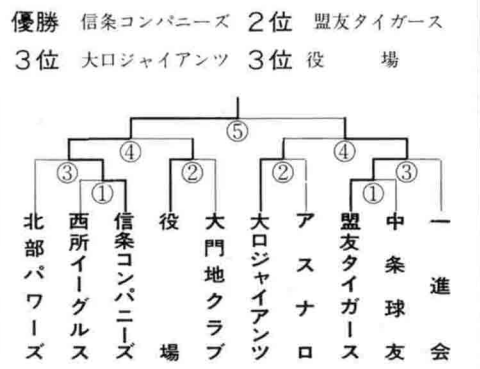 優勝 信条コンパニーズ 2位 盟友タイガース
3位 大口ジャイアンツ 3位 役場
⑤
④ ④
③ ② ② ③
① ①
北部パワーズ
西所イーグルス
信条コンパニーズ
役場
大門地クラブ
大口ジャイアンツ
アスナロ
盟友タイガース
中条球友
一進会